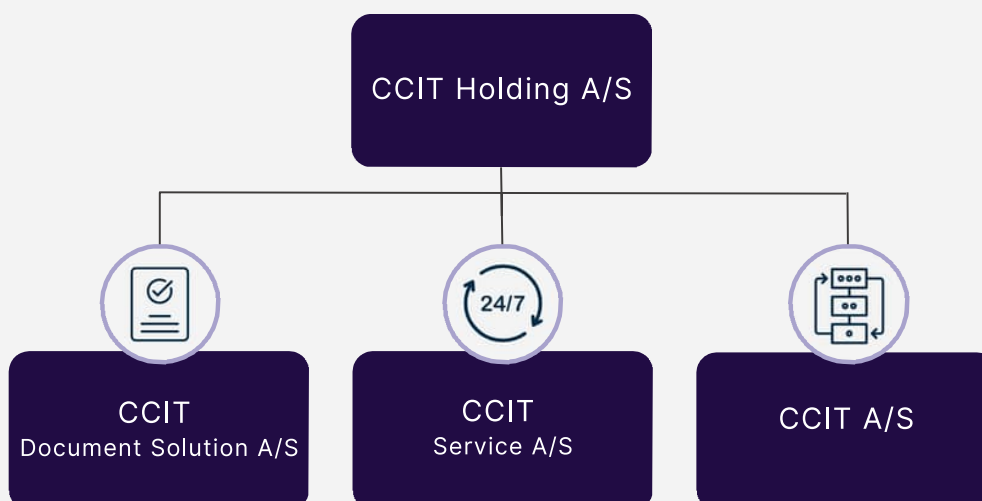 CCIT Holding A/S
24/7
CCIT
Document Solution A/S
CCIT
Service A/S
CCIT A/S